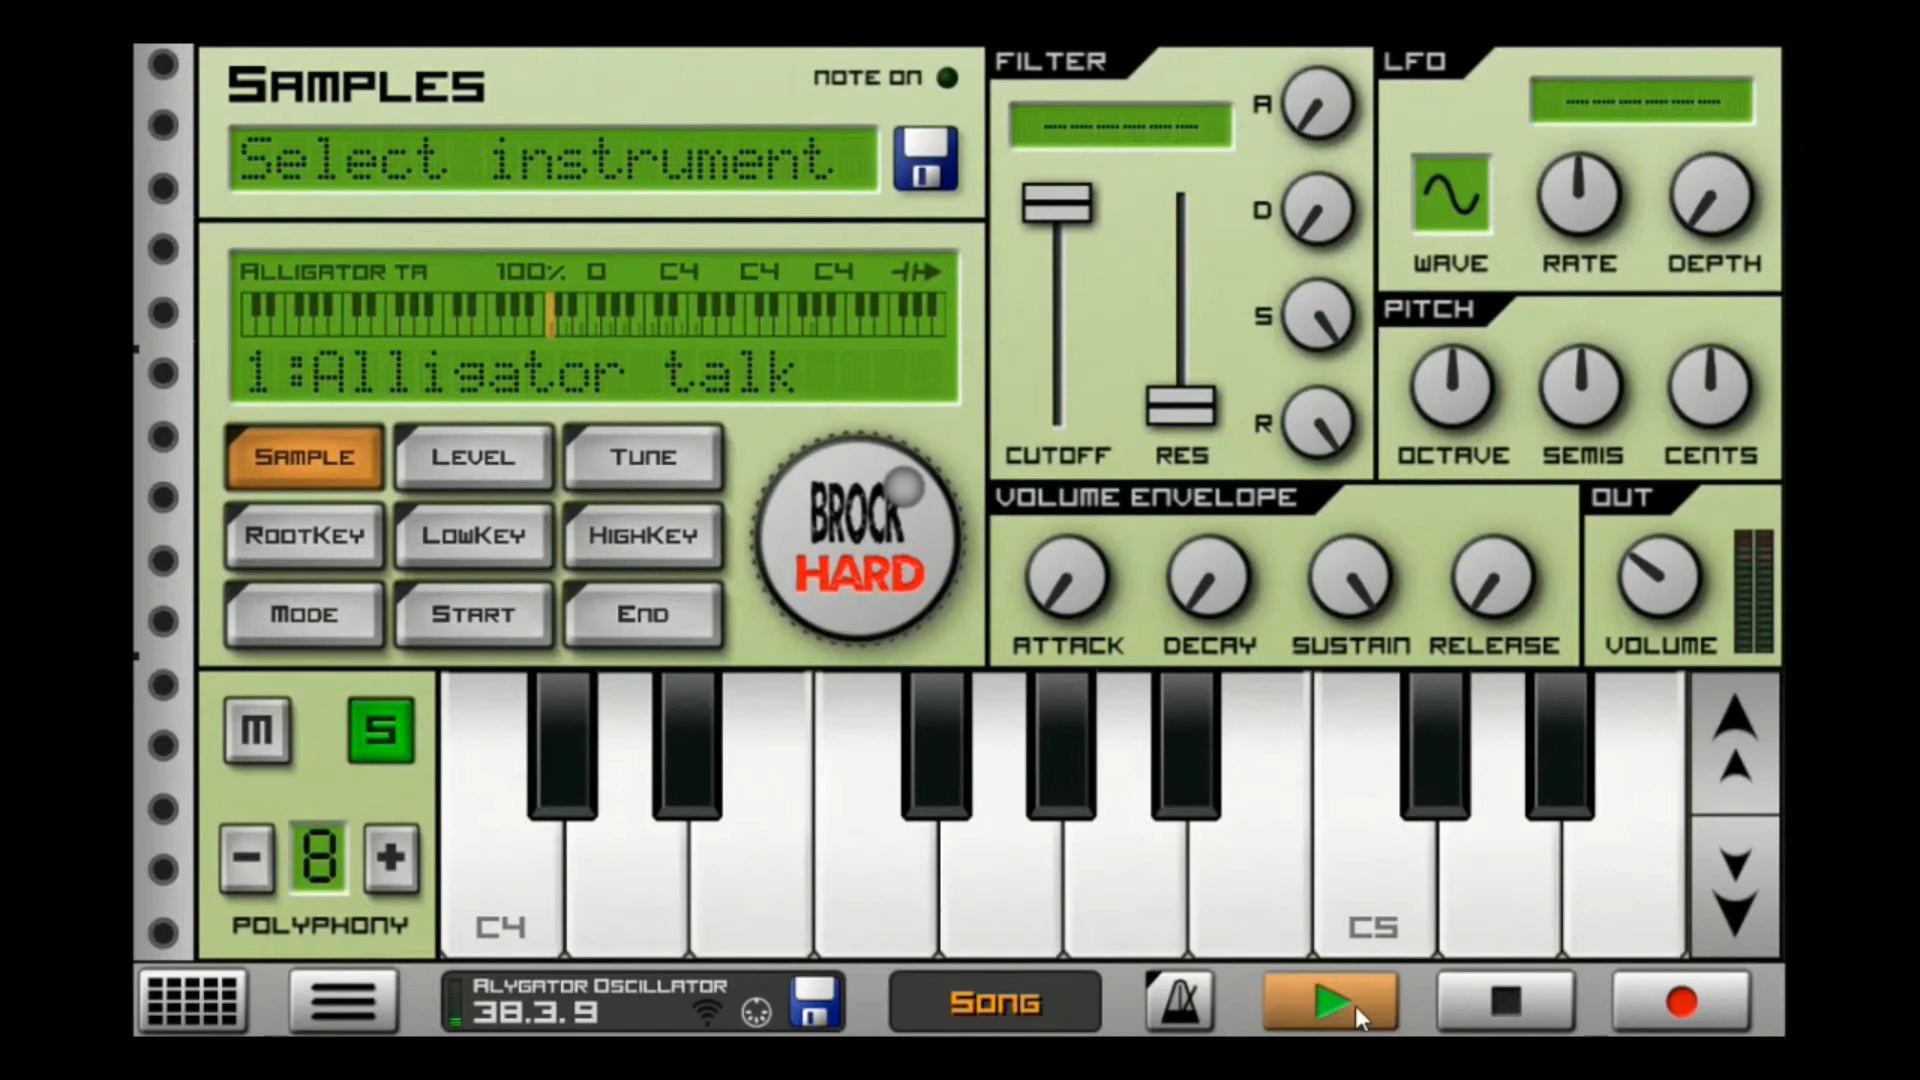 SAMPLES
NOTE ON
Select instrument
ALLIGATOR TA 100% 0 C4 C4 C4
1:Alligator talk
SAMPLE LEVEL TUNE
ROOTKEY LOWKEY HIGHKEY
MODE START END
BROCK
HARD
FILTER
------
A
D
S
R
CUTOFF RES
LFO
------
WAVE RATE DEPTH
PITCH
OCTAVE SEMIS CENTS
VOLUME ENVELOPE
ATTACK DECAY SUSTAIN RELEASE
OUT
VOLUME
M S
- 8 +
POLYPHONY
C4 C5
ALYGATOR OSCILLATOR
38.3.9
SONG